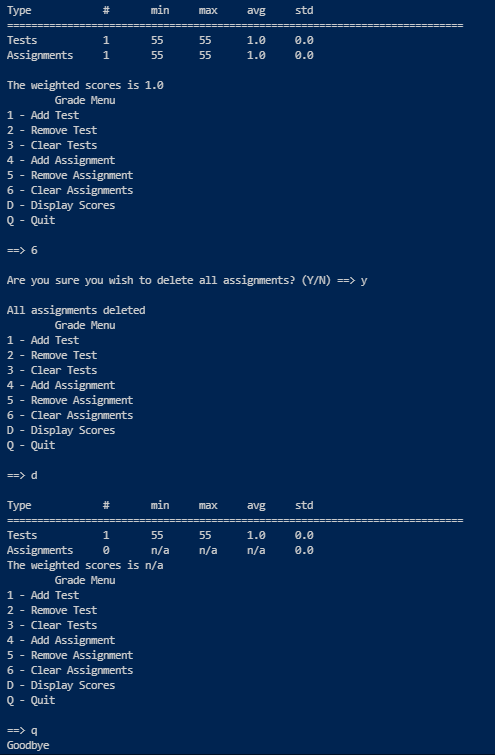 Type            #       min     max     avg     std
============================================================================
Tests           1       55      55      1.0     0.0
Assignments     1       55      55      1.0     0.0

The weighted scores is 1.0
        Grade Menu
1 - Add Test
2 - Remove Test
3 - Clear Tests
4 - Add Assignment
5 - Remove Assignment
6 - Clear Assignments
D - Display Scores
Q - Quit

==> 6

Are you sure you wish to delete all assignments? (Y/N) ==> y

All assignments deleted
        Grade Menu
1 - Add Test
2 - Remove Test
3 - Clear Tests
4 - Add Assignment
5 - Remove Assignment
6 - Clear Assignments
D - Display Scores
Q - Quit

==> d

Type            #       min     max     avg     std
============================================================================
Tests           1       55      55      1.0     0.0
Assignments     0       n/a     n/a     n/a     0.0
The weighted scores is n/a
        Grade Menu
1 - Add Test
2 - Remove Test
3 - Clear Tests
4 - Add Assignment
5 - Remove Assignment
6 - Clear Assignments
D - Display Scores
Q - Quit

==> q
Goodbye